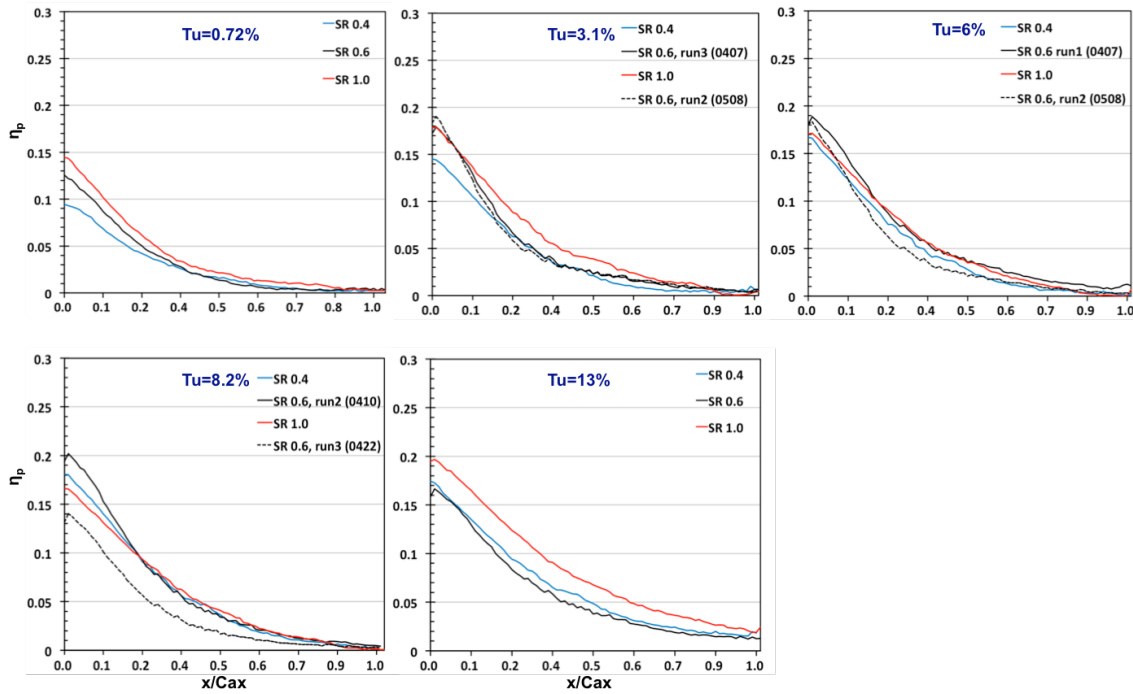 Tu=0.72%
SR 0.4
SR 0.6
SR 1.0
0.3
0.25
0.2
0.15
0.1
0.05
0
ηp
0.0 0.1 0.2 0.3 0.4 0.5 0.6 0.7 0.8 0.9 1.0
Tu=3.1%
SR 0.4
SR 0.6, run3 (0407)
SR 1.0
SR 0.6, run2 (0508)
0.3
0.25
0.2
0.15
0.1
0.05
0
0.0 0.1 0.2 0.3 0.4 0.5 0.6 0.7 0.8 0.9 1.0
Tu=6%
SR 0.4
SR 0.6 run1 (0407)
SR 1.0
SR 0.6, run2 (0508)
0.3
0.25
0.2
0.15
0.1
0.05
0
0.0 0.1 0.2 0.3 0.4 0.5 0.6 0.7 0.8 0.9 1.0
Tu=8.2%
SR 0.4
SR 0.6, run2 (0410)
SR 1.0
SR 0.6, run3 (0422)
0.3
0.25
0.2
0.15
0.1
0.05
0
ηp
0.0 0.1 0.2 0.3 0.4 0.5 0.6 0.7 0.8 0.9 1.0
x/Cax
Tu=13%
SR 0.4
SR 0.6
SR 1.0
0.3
0.25
0.2
0.15
0.1
0.05
0
0.0 0.1 0.2 0.3 0.4 0.5 0.6 0.7 0.8 0.9 1.0
x/Cax